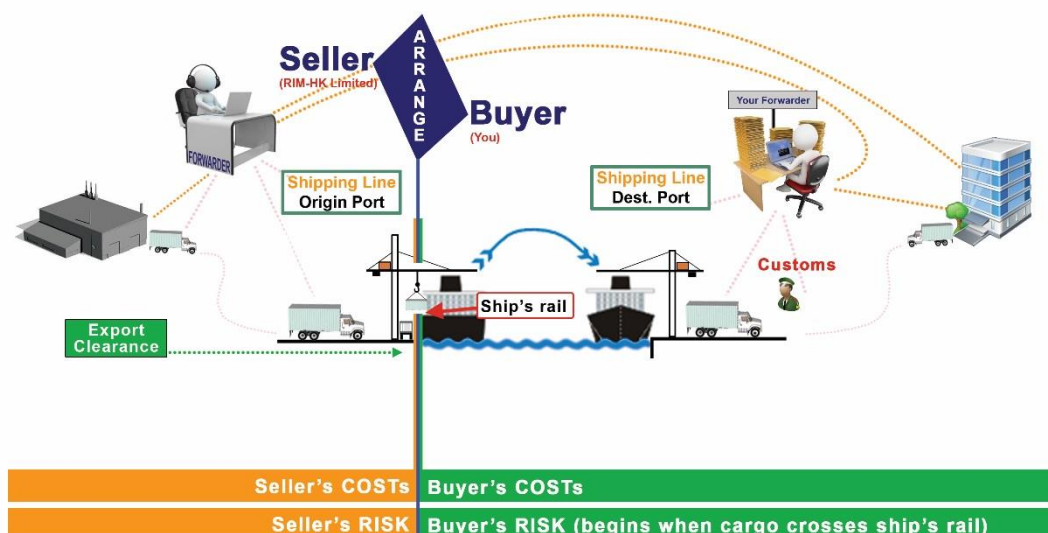 ARRANGE
Seller
(RIM-HK Limited)
Buyer
(You)
FORWARDER
Your Forwarder
Shipping Line
Origin Port
Shipping Line
Dest. Port
Customs
Ship's rail
Export
Clearance
Seller's COSTs
Buyer's COSTs
Seller's RISK
Buyer's RISK (begins when cargo crosses ship's rail)